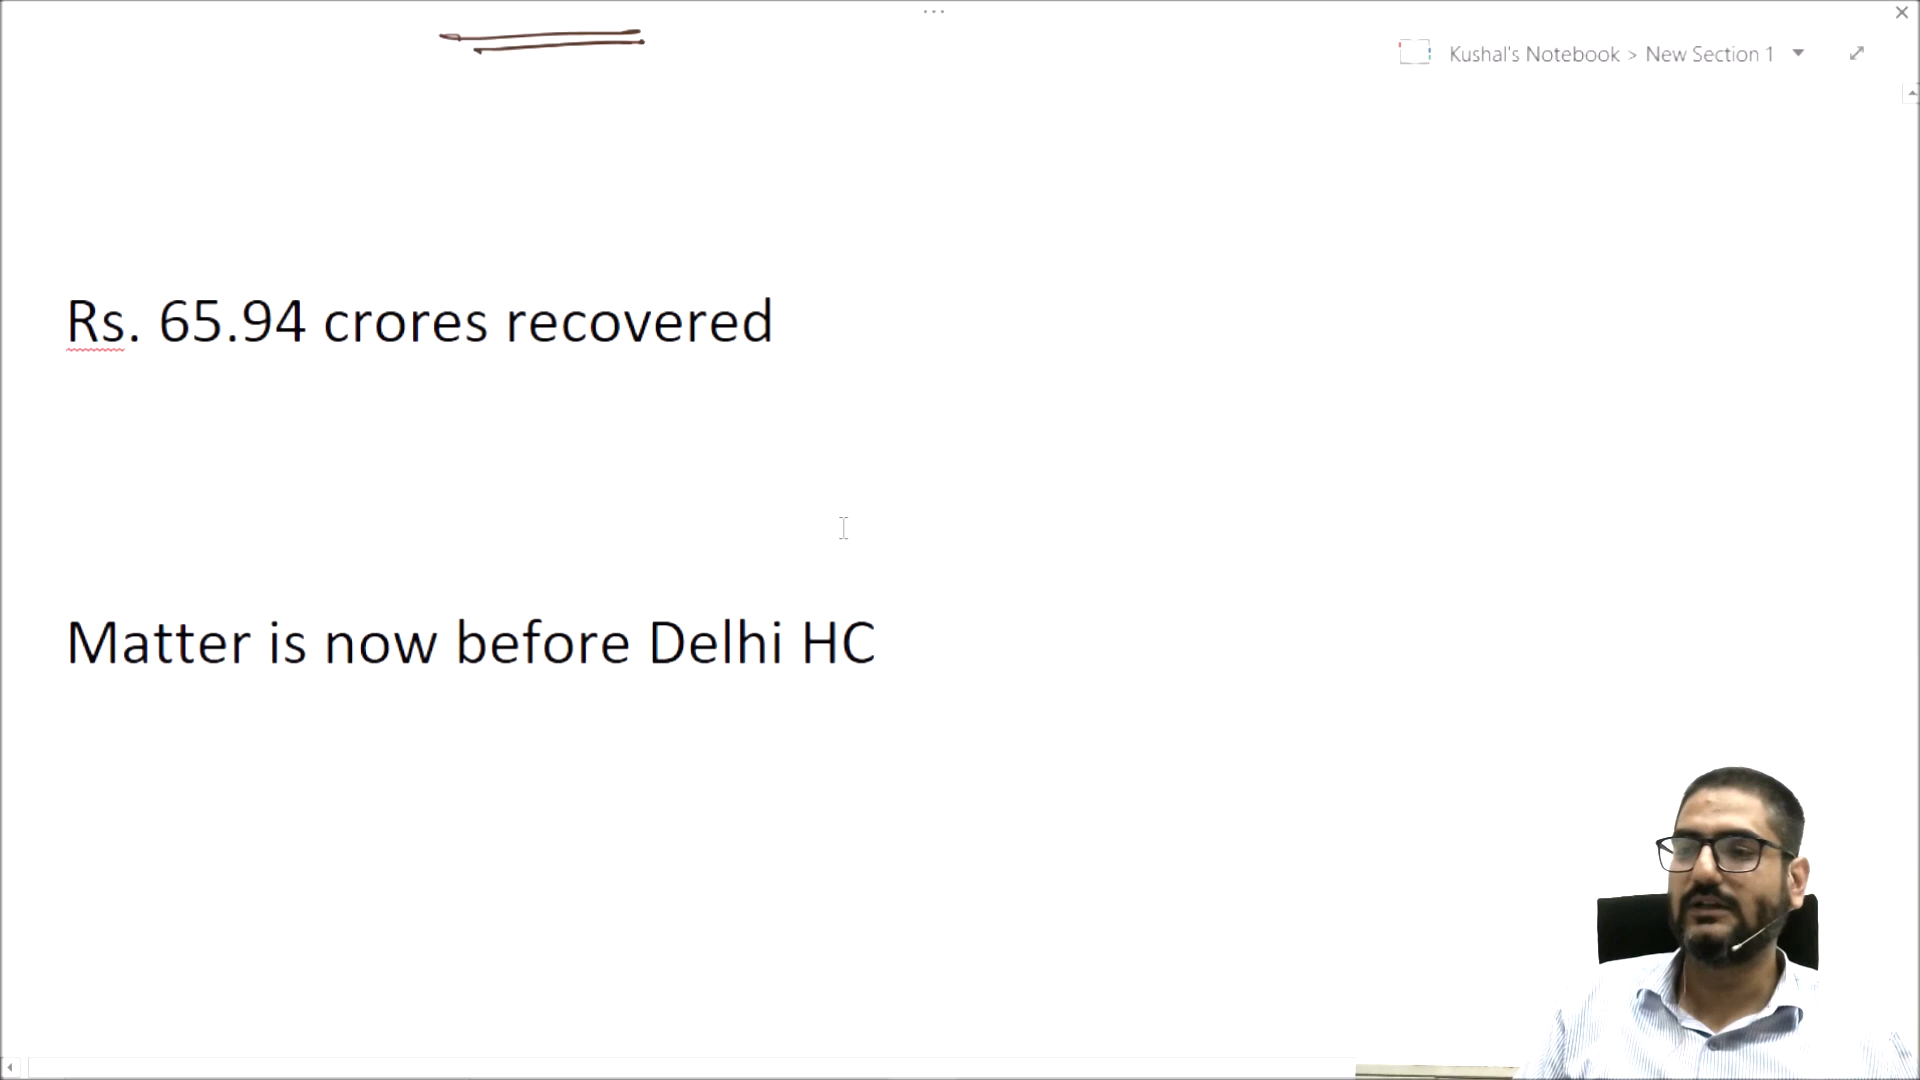 Kushal's Notebook > New Section 1
Rs. 65.94 crores recovered
Matter is now before Delhi HC